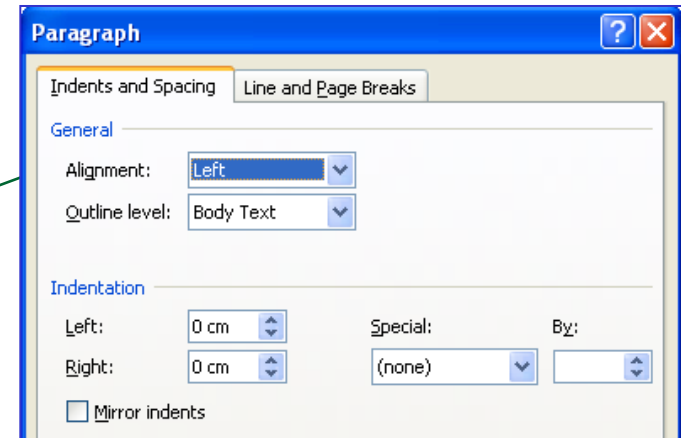 Paragraph ?
Indents and Spacing Line and Page Breaks
General
Alignment: Left
Outline level: Body Text
Indentation
Left: 0 cm Special: By:
Right: 0 cm (none)
Mirror indents